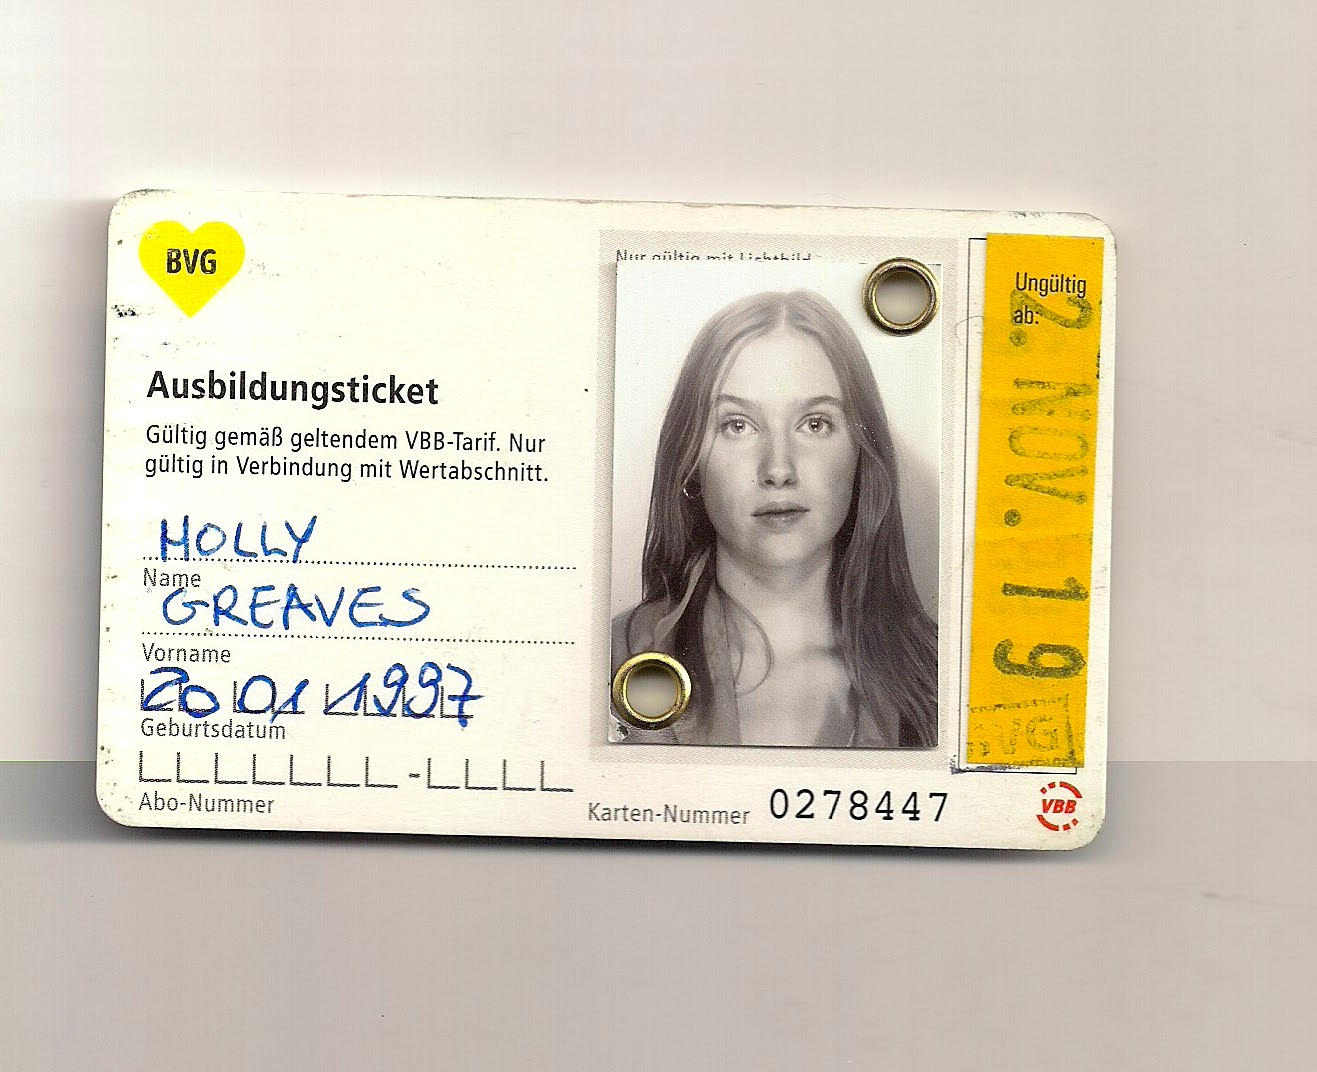 BVG
Ausbildungsticket
Gültig gemäß geltendem VBB-Tarif. Nur
gültig in Verbindung mit Wertabschnitt.
HOLLY
Name
GREAVES
Vorname
20 01 1997
Geburtsdatum
-
Abo-Nummer
Nur gültig mit Lichtbild
Karten-Nummer 0278447
Ungültig
ab:
2. NOV. 19
BVG
VBB